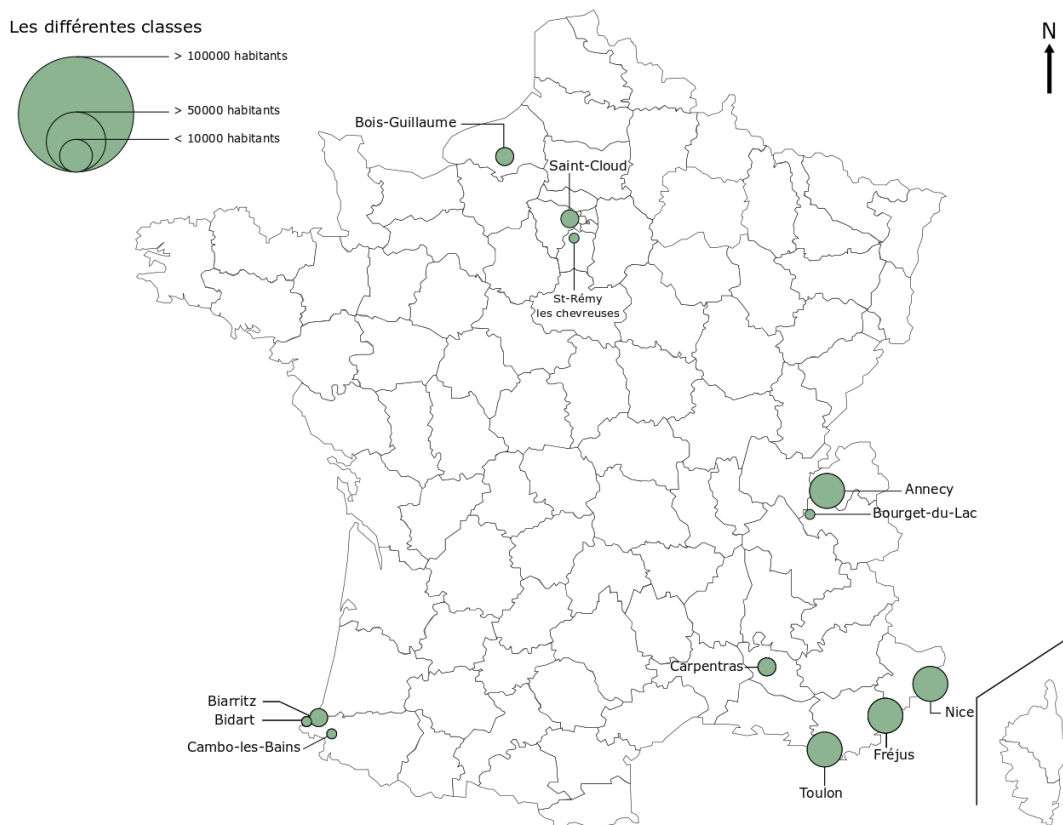 Les différentes classes
> 100000 habitants
> 50000 habitants
< 10000 habitants
N
Bois-Guillaume
Saint-Cloud
St-Rémy
les chevreuses
Annecy
Bourget-du-Lac
Carpentras
Biarritz
Bidart
Cambo-les-Bains
Nice
Fréjus
Toulon